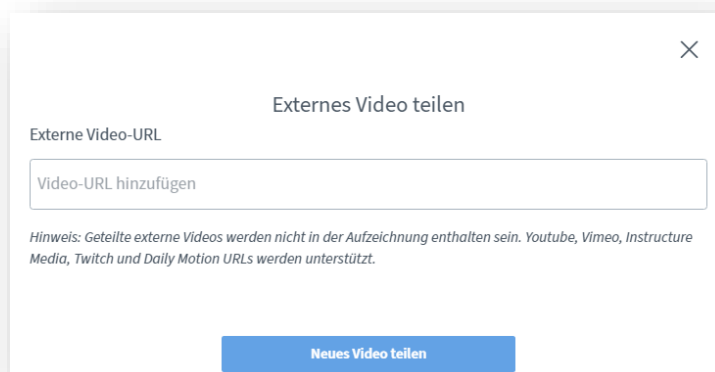 Externes Video teilen
Externe Video-URL
Video-URL hinzufügen
Hinweis: Geteilte externe Videos werden nicht in der Aufzeichnung enthalten sein. Youtube, Vimeo, Instructure
Media, Twitch und Daily Motion URLs werden unterstützt.
Neues Video teilen